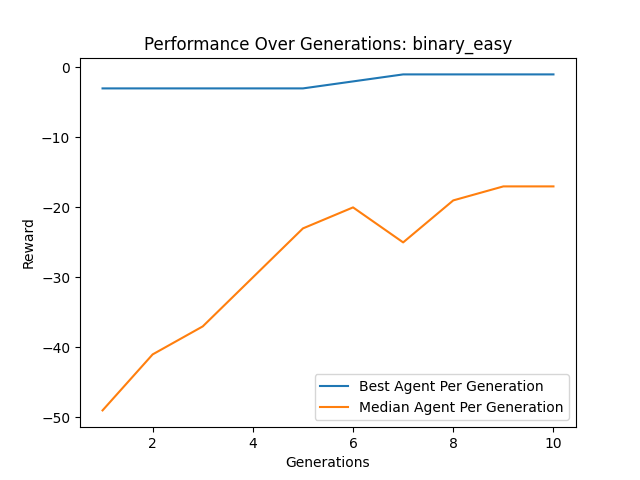 Performance Over Generations: binary_easy
0
−10
−20
−30
−40
−50
Reward
2 4 6 8 10
Generations
Best Agent Per Generation
Median Agent Per Generation